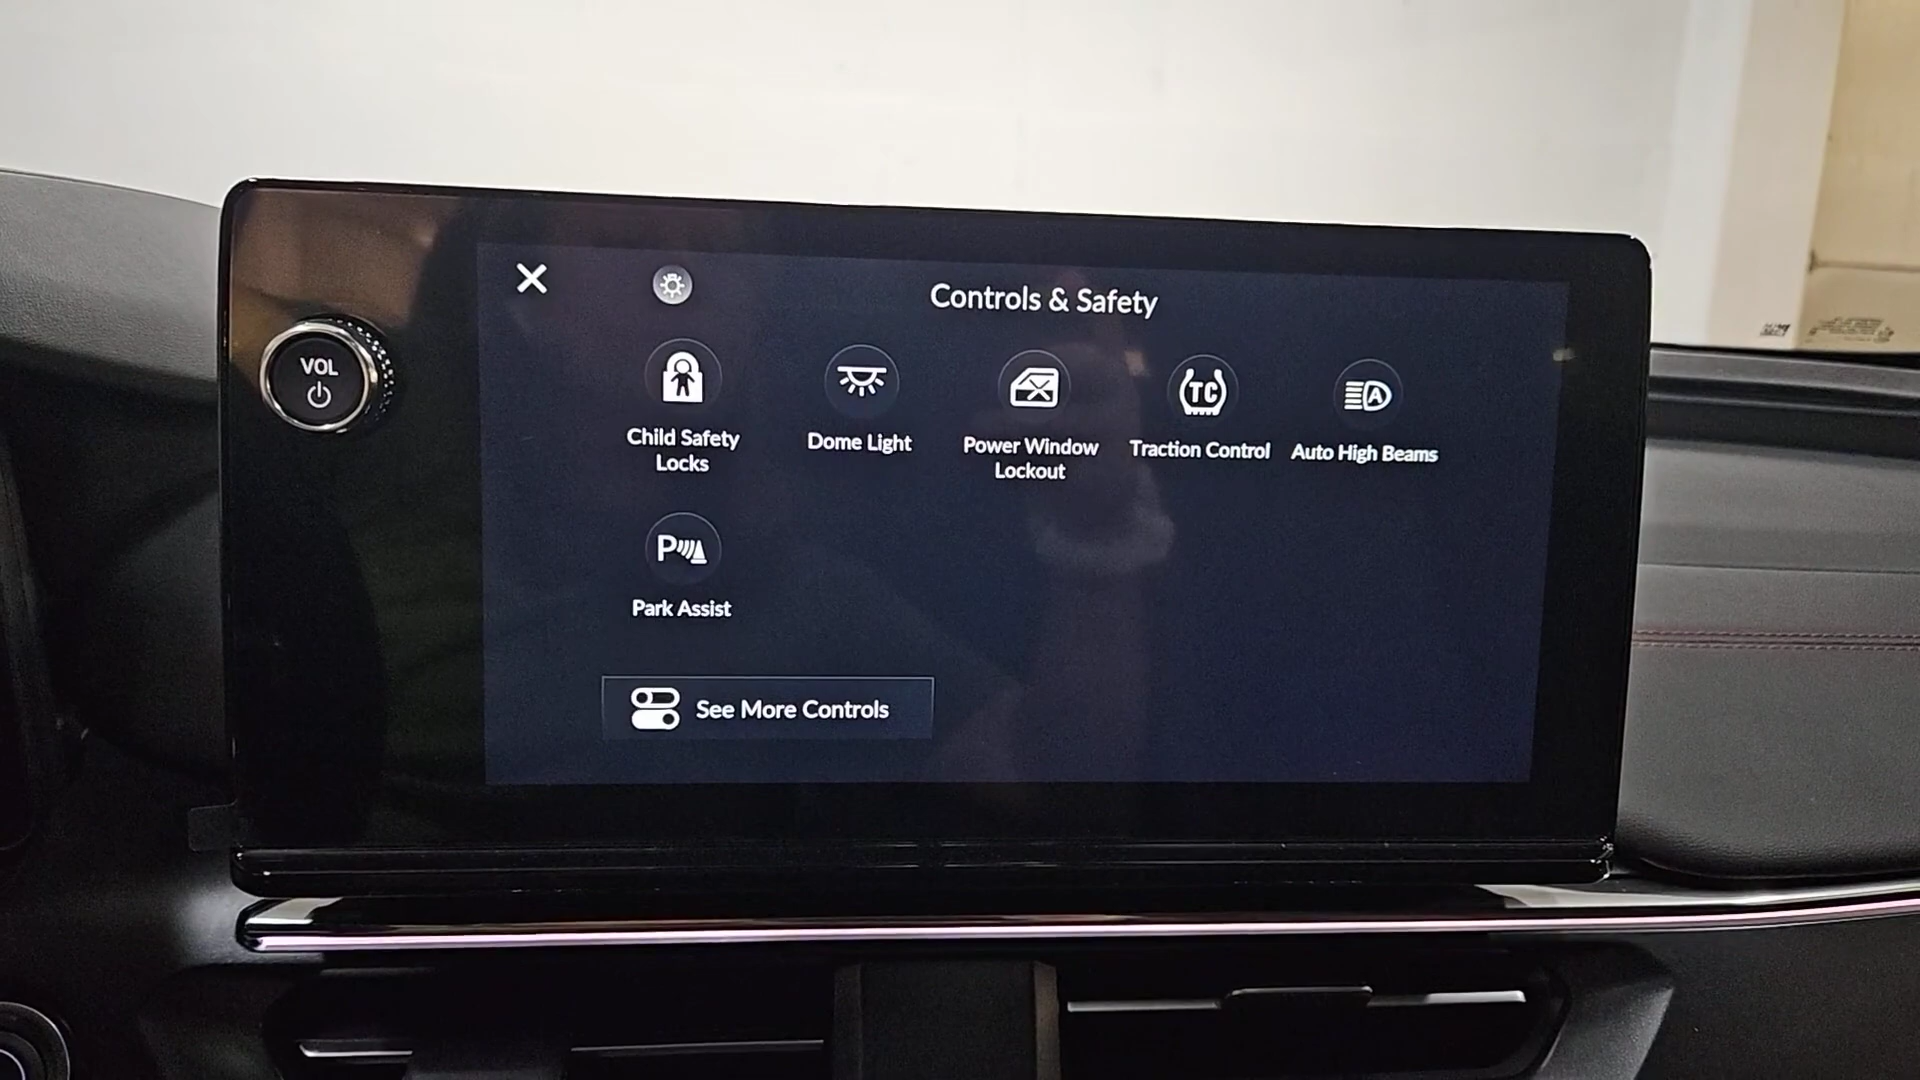 Controls & Safety
VOL
TC
A
Child Safety
Locks
Dome Light
Power Window
Lockout
Traction Control
Auto High Beams
P
Park Assist
See More Controls